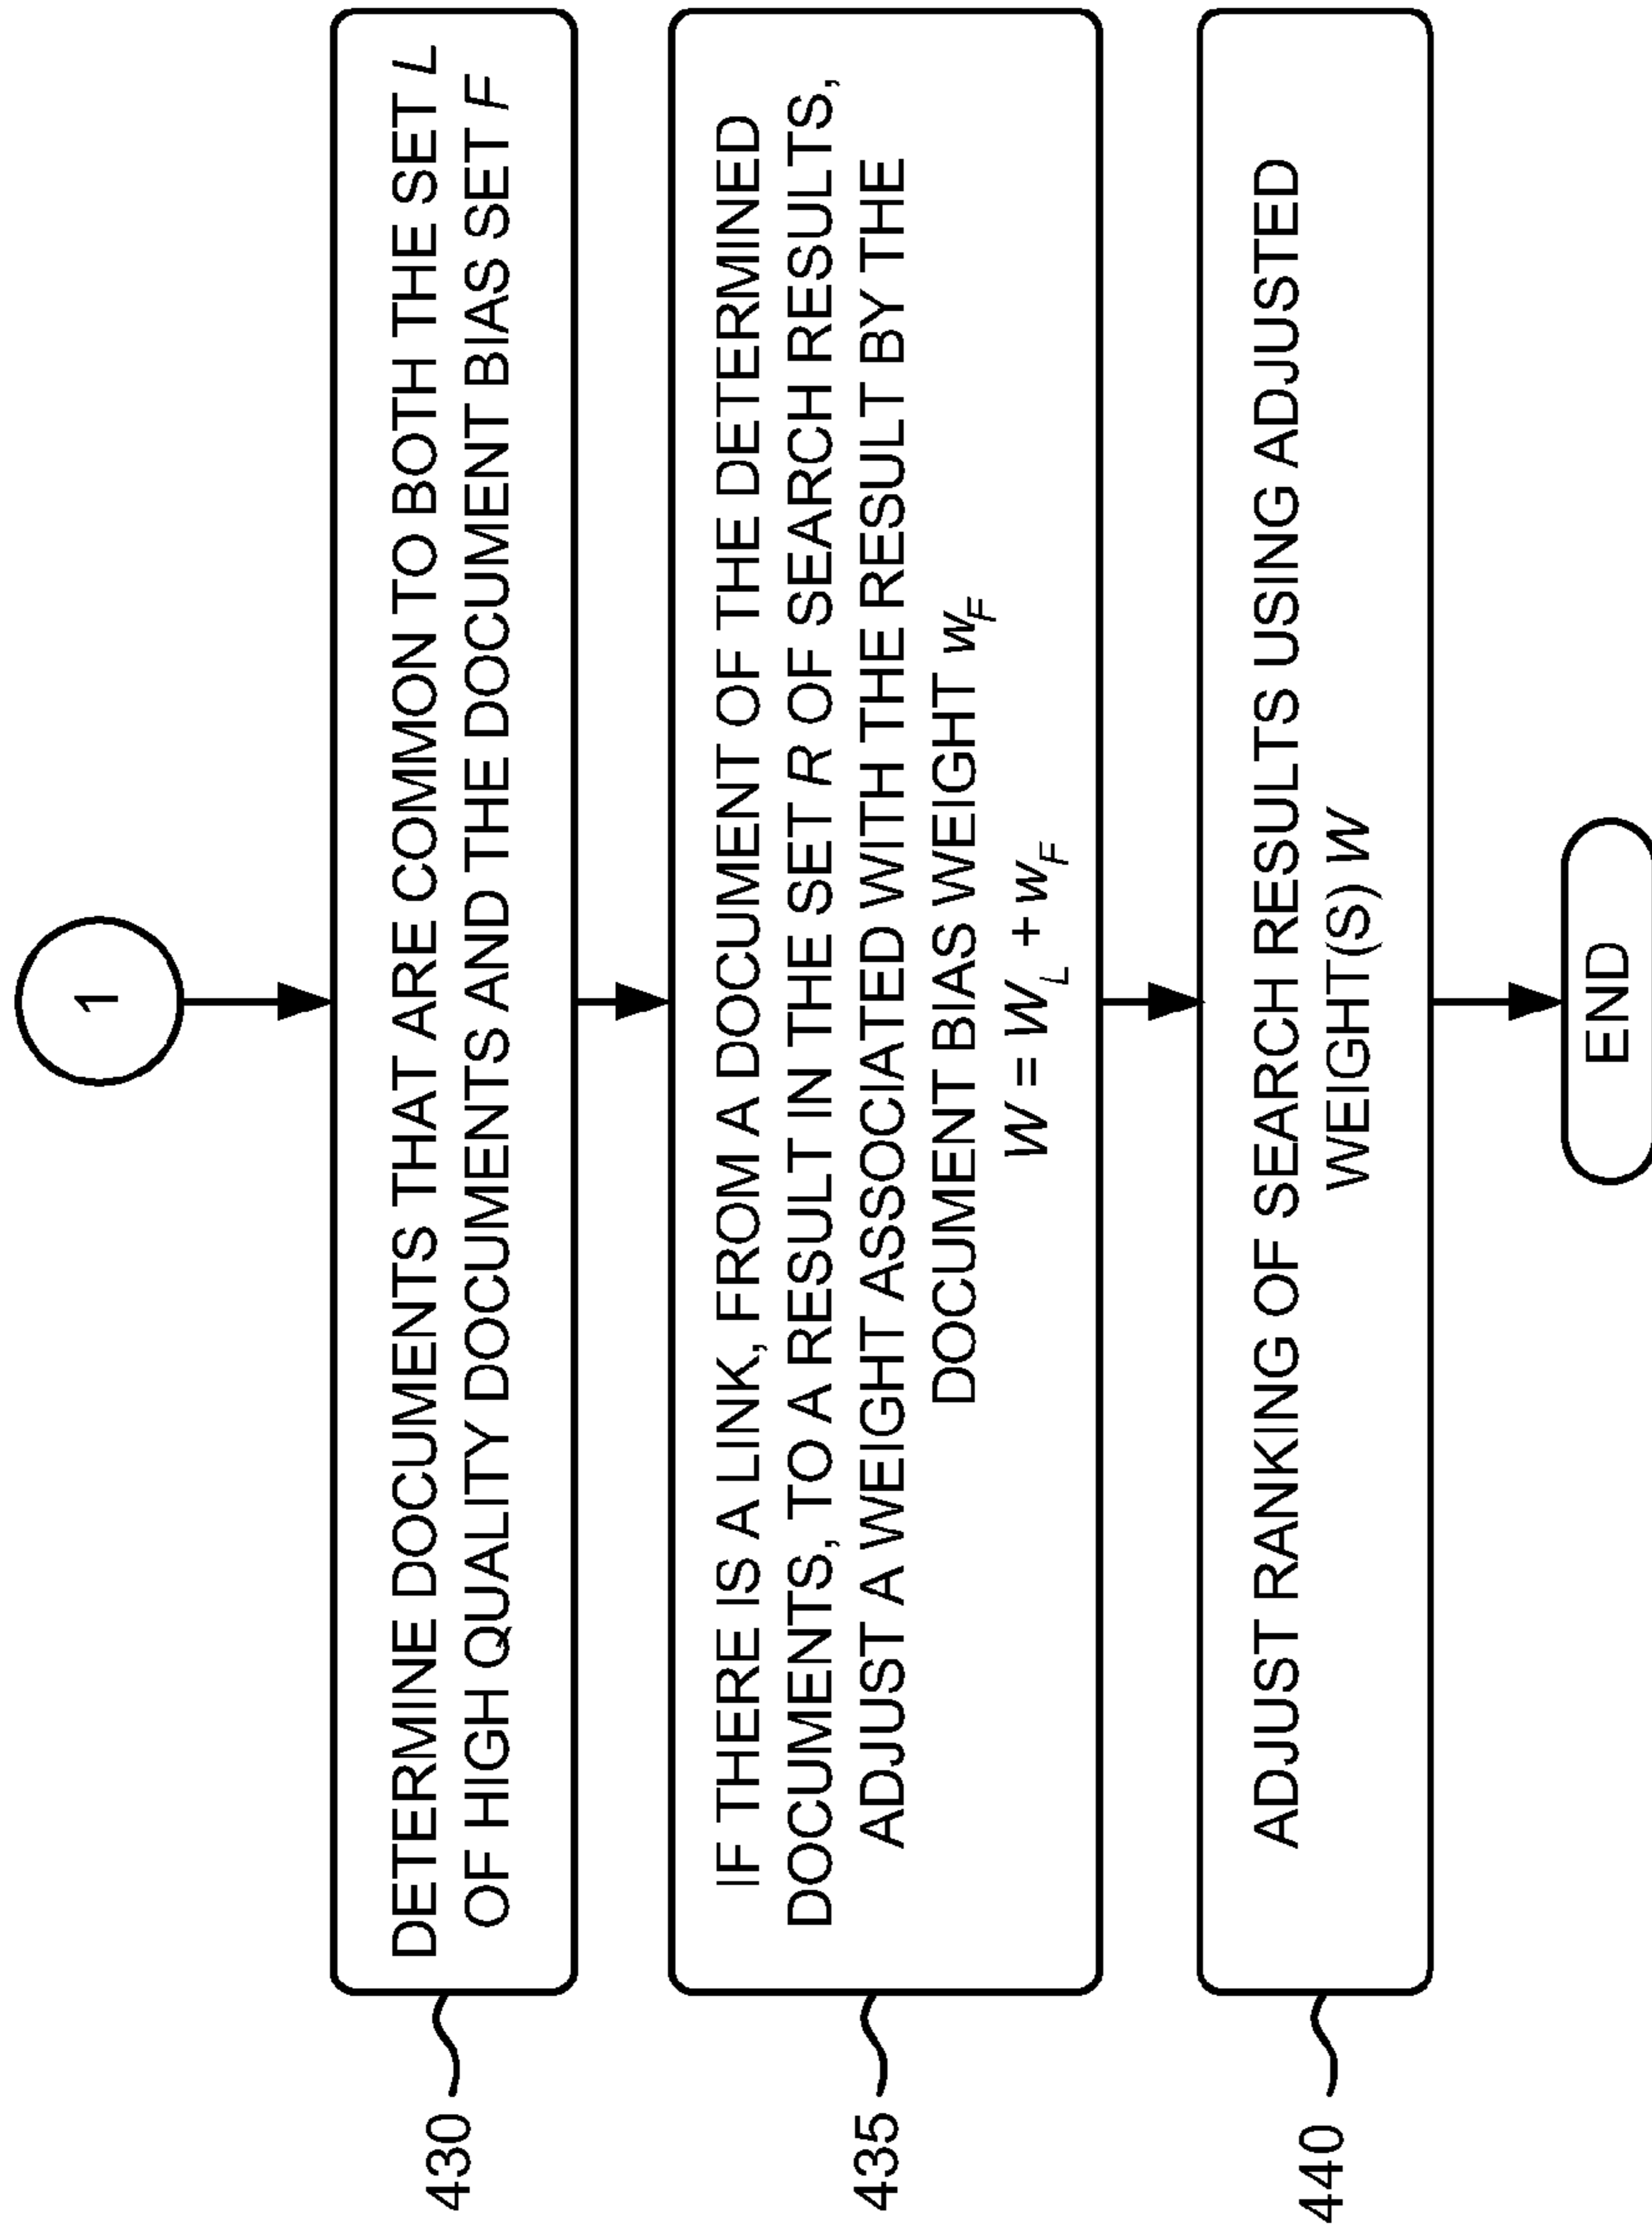 1
430
DETERMINE DOCUMENTS THAT ARE COMMON TO BOTH THE SET L
OF HIGH QUALITY DOCUMENTS AND THE DOCUMENT BIAS SET F
435
IF THERE IS A LINK, FROM A DOCUMENT OF THE DETERMINED
DOCUMENTS, TO A RESULT IN THE SET R OF SEARCH RESULTS,
ADJUST A WEIGHT ASSOCIATED WITH THE RESULT BY THE
DOCUMENT BIAS WEIGHT w_F
W = W_L + w_F
440
ADJUST RANKING OF SEARCH RESULTS USING ADJUSTED
WEIGHT(S) W
END